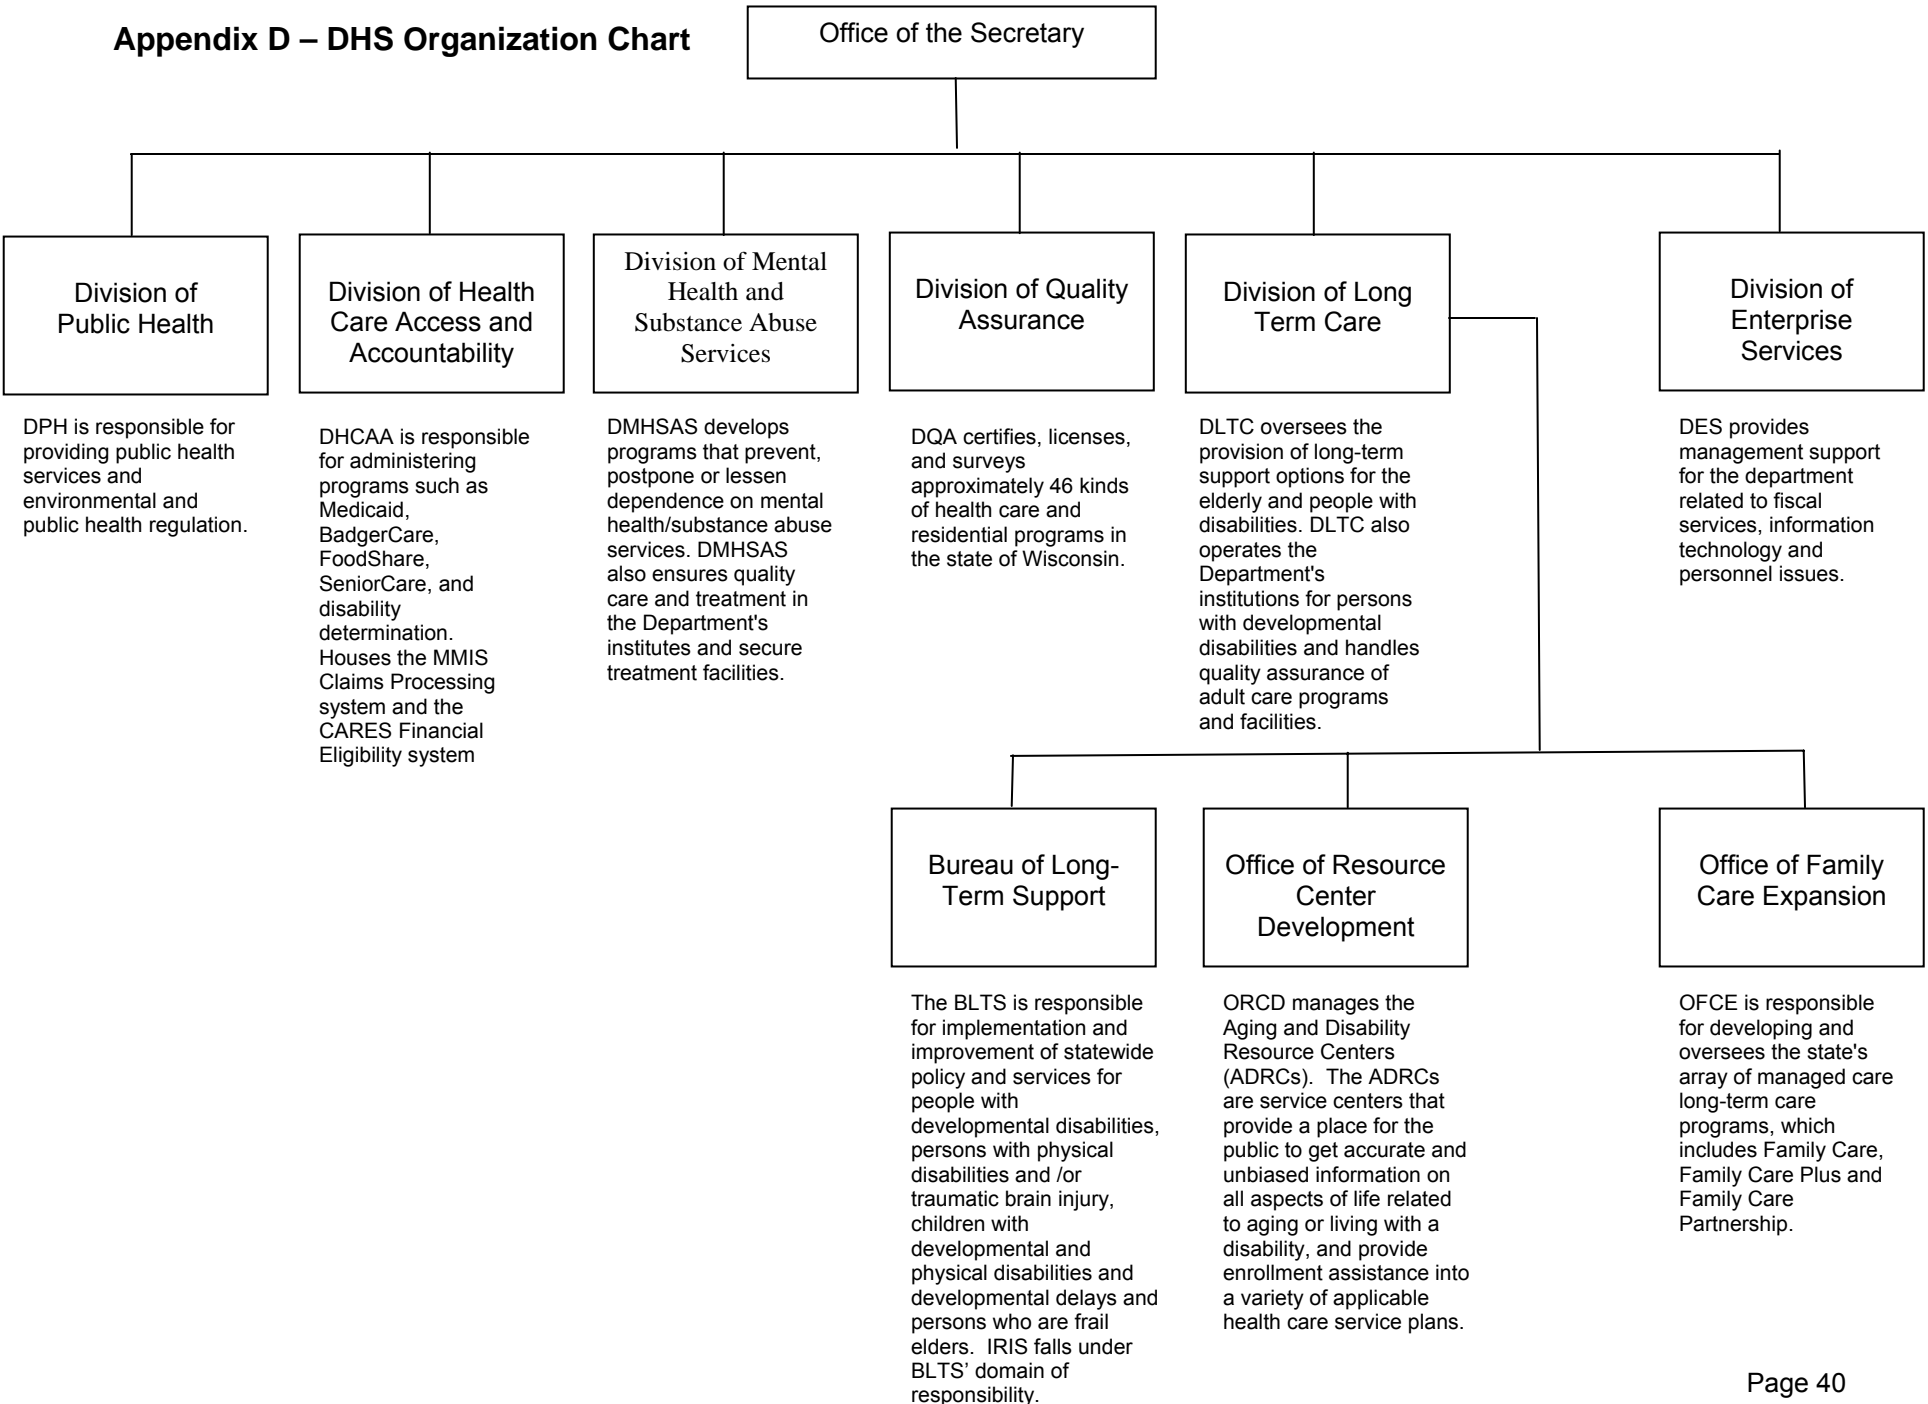 Appendix D – DHS Organization Chart
Office of the Secretary
Division of
Public Health
Division of Health
Care Access and
Accountability
Division of Mental
Health and
Substance Abuse
Services
Division of Quality
Assurance
Division of Long
Term Care
Division of
Enterprise
Services
DPH is responsible for
providing public health
services and
environmental and
public health regulation.
DHCAA is responsible
for administering
programs such as
Medicaid,
BadgerCare,
FoodShare,
SeniorCare, and
disability
determination.
Houses the MMIS
Claims Processing
system and the
CARES Financial
Eligibility system
DMHSAS develops
programs that prevent,
postpone or lessen
dependence on mental
health/substance abuse
services. DMHSAS
also ensures quality
care and treatment in
the Department's
institutes and secure
treatment facilities.
DQA certifies, licenses,
and surveys
approximately 46 kinds
of health care and
residential programs in
the state of Wisconsin.
DLTC oversees the
provision of long-term
support options for the
elderly and people with
disabilities. DLTC also
operates the
Department's
institutions for persons
with developmental
disabilities and handles
quality assurance of
adult care programs
and facilities.
DES provides
management support
for the department
related to fiscal
services, information
technology and
personnel issues.
Bureau of Long-
Term Support
Office of Resource
Center
Development
Office of Family
Care Expansion
The BLTS is responsible
for implementation and
improvement of statewide
policy and services for
people with
developmental disabilities,
persons with physical
disabilities and /or
traumatic brain injury,
children with
developmental and
physical disabilities and
developmental delays and
persons who are frail
elders.  IRIS falls under
BLTS’ domain of
responsibility.
ORCD manages the
Aging and Disability
Resource Centers
(ADRCs).  The ADRCs
are service centers that
provide a place for the
public to get accurate and
unbiased information on
all aspects of life related
to aging or living with a
disability, and provide
enrollment assistance into
a variety of applicable
health care service plans.
OFCE is responsible
for developing and
oversees the state's
array of managed care
long-term care
programs, which
includes Family Care,
Family Care Plus and
Family Care
Partnership.
Page 40